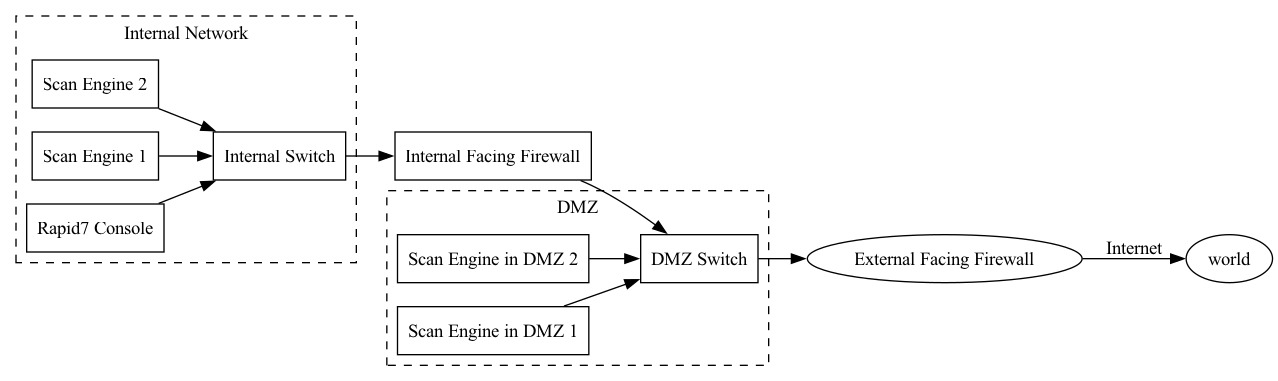 Internal Network
Scan Engine 2
Scan Engine 1
Internal Switch
Internal Facing Firewall
Rapid7 Console
DMZ
Scan Engine in DMZ 2
DMZ Switch
External Facing Firewall
Internet
world
Scan Engine in DMZ 1